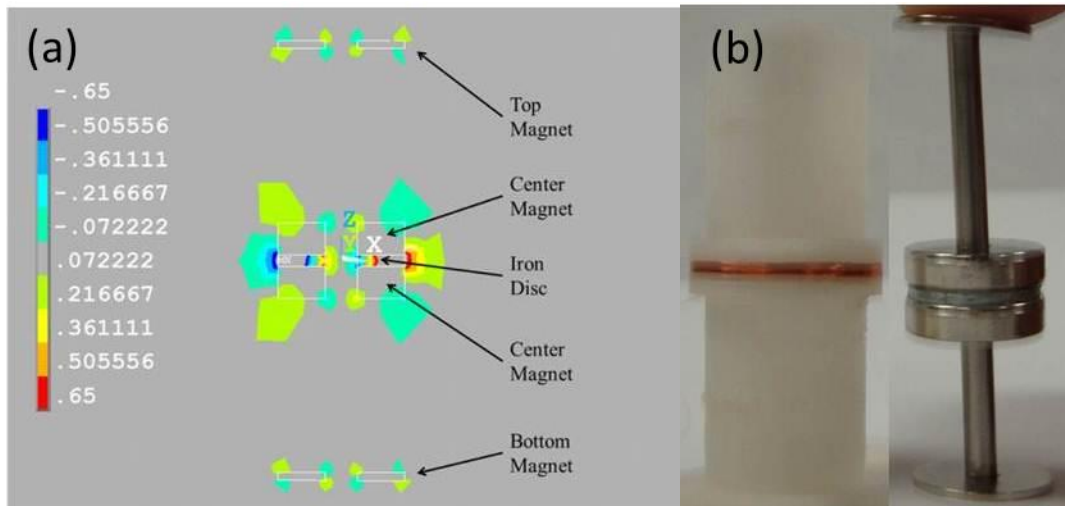 (a)
-.65
-.505556
-.361111
-.216667
-.072222
.072222
.216667
.361111
.505556
.65
Top
Magnet
Center
Magnet
Z
Y
X
Iron
Disc
Center
Magnet
Bottom
Magnet
(b)